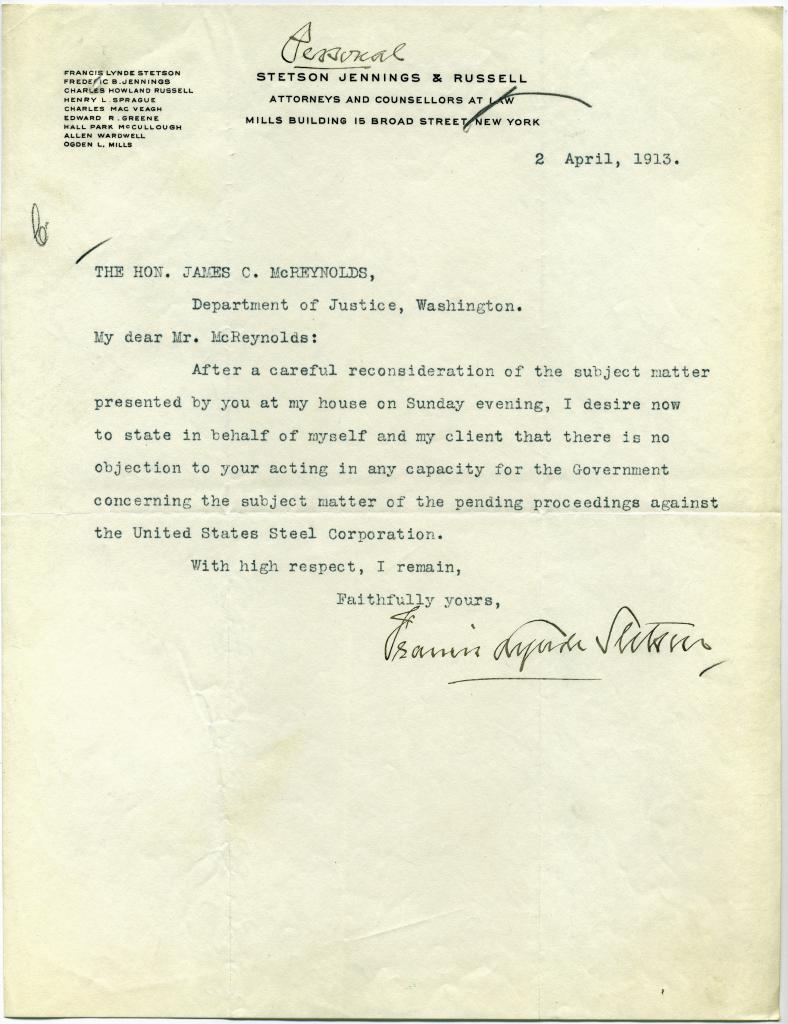 Personal
FRANCIS LYNDE STETSON
FREDERIC B. JENNINGS
CHARLES HOWLAND RUSSELL
HENRY L. SPRAGUE
CHARLES MAC VEAGH
EDWARD R. GREENE
HALL PARK McCULLOUGH
ALLEN WARDWELL
OGDEN L. MILLS
STETSON JENNINGS & RUSSELL
ATTORNEYS AND COUNSELLORS AT LAW
MILLS BUILDING 15 BROAD STREET, NEW YORK
2 April, 1913.
THE HON. JAMES C. McREYNOLDS,
Department of Justice, Washington.
My dear Mr. McReynolds:
After a careful reconsideration of the subject matter
presented by you at my house on Sunday evening, I desire now
to state in behalf of myself and my client that there is no
objection to your acting in any capacity for the Government
concerning the subject matter of the pending proceedings against
the United States Steel Corporation.
With high respect, I remain,
Faithfully yours,
Francis Lynde Stetson